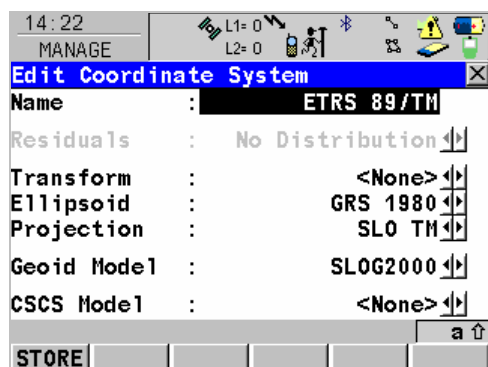 14:22
MANAGE
L1= 0
L2= 0
Edit Coordinate System
Name : ETRS 89/TM
Residuals : No Distribution
Transform : <None>
Ellipsoid : GRS 1980
Projection : SLO TM
Geoid Model : SLOG2000
CSCS Model : <None>
a
STORE